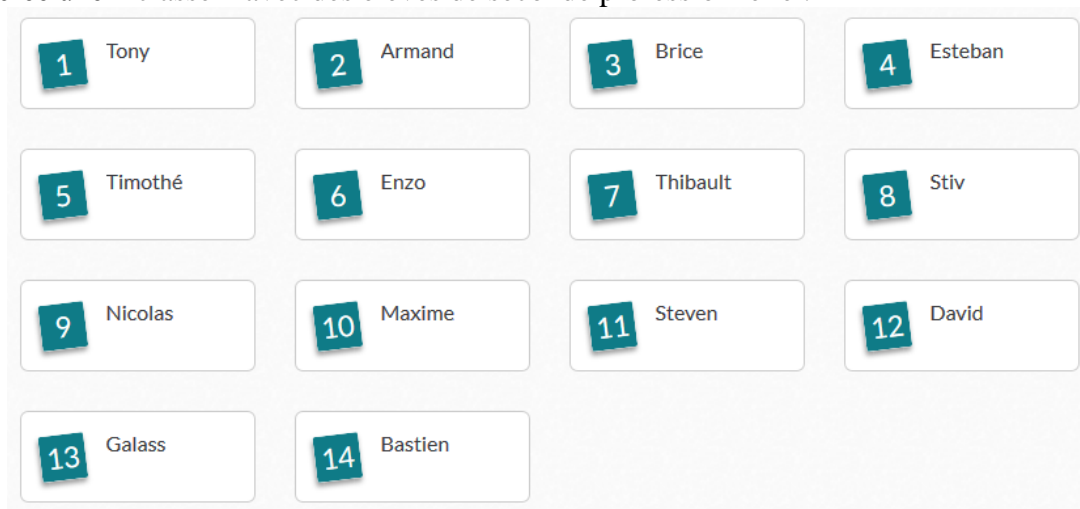 1 Tony
2 Armand
3 Brice
4 Esteban
5 Timothé
6 Enzo
7 Thibault
8 Stiv
9 Nicolas
10 Maxime
11 Steven
12 David
13 Galass
14 Bastien